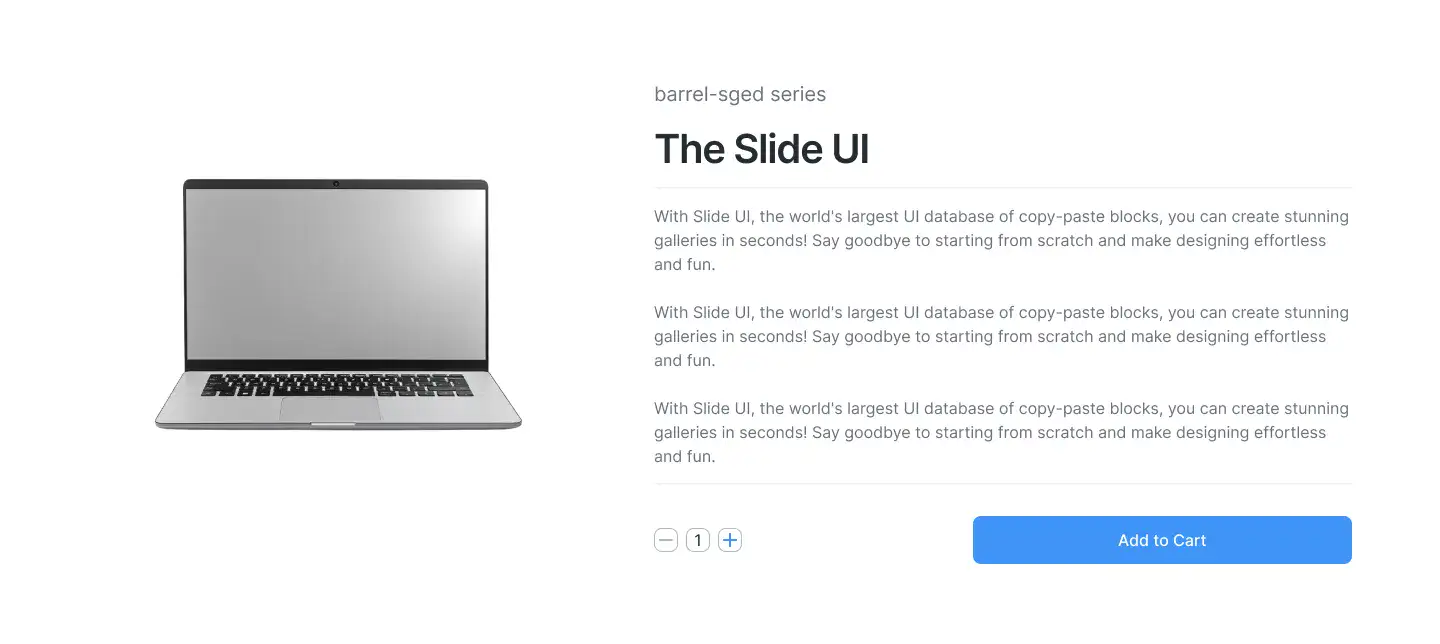 barrel-sged series
The Slide UI
With Slide UI, the world's largest UI database of copy-paste blocks, you can create stunning
galleries in seconds! Say goodbye to starting from scratch and make designing effortless
and fun.
With Slide UI, the world's largest UI database of copy-paste blocks, you can create stunning
galleries in seconds! Say goodbye to starting from scratch and make designing effortless
and fun.
With Slide UI, the world's largest UI database of copy-paste blocks, you can create stunning
galleries in seconds! Say goodbye to starting from scratch and make designing effortless
and fun.
1
Add to Cart